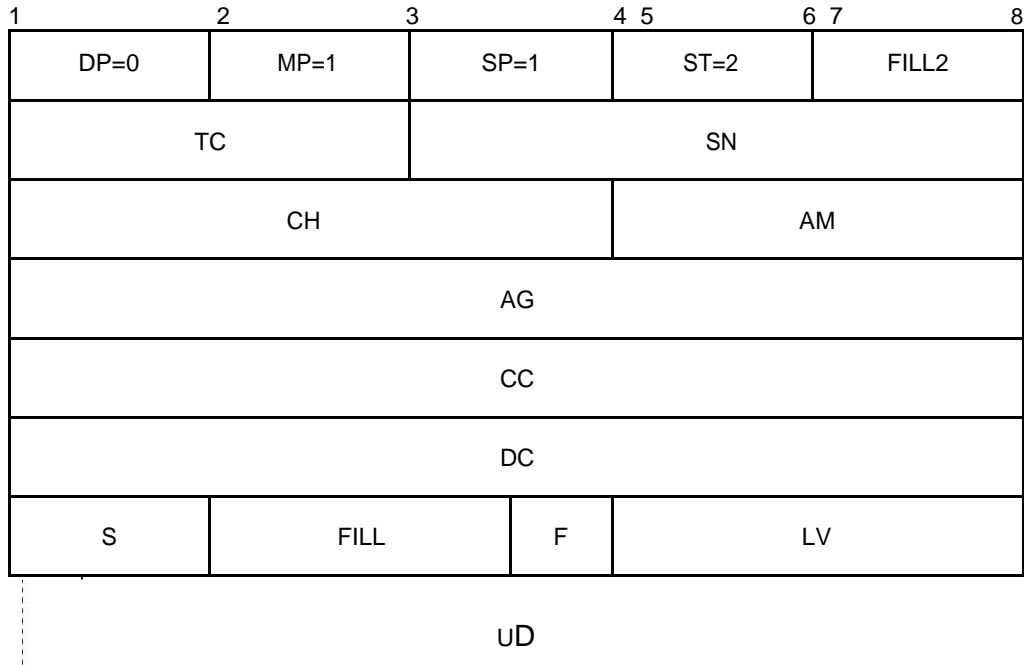 1 2 3 4 5 6 7 8
DP=0 MP=1 SP=1 ST=2 FILL2
TC SN
CH AM
AG
CC
DC
S FILL F LV
UD